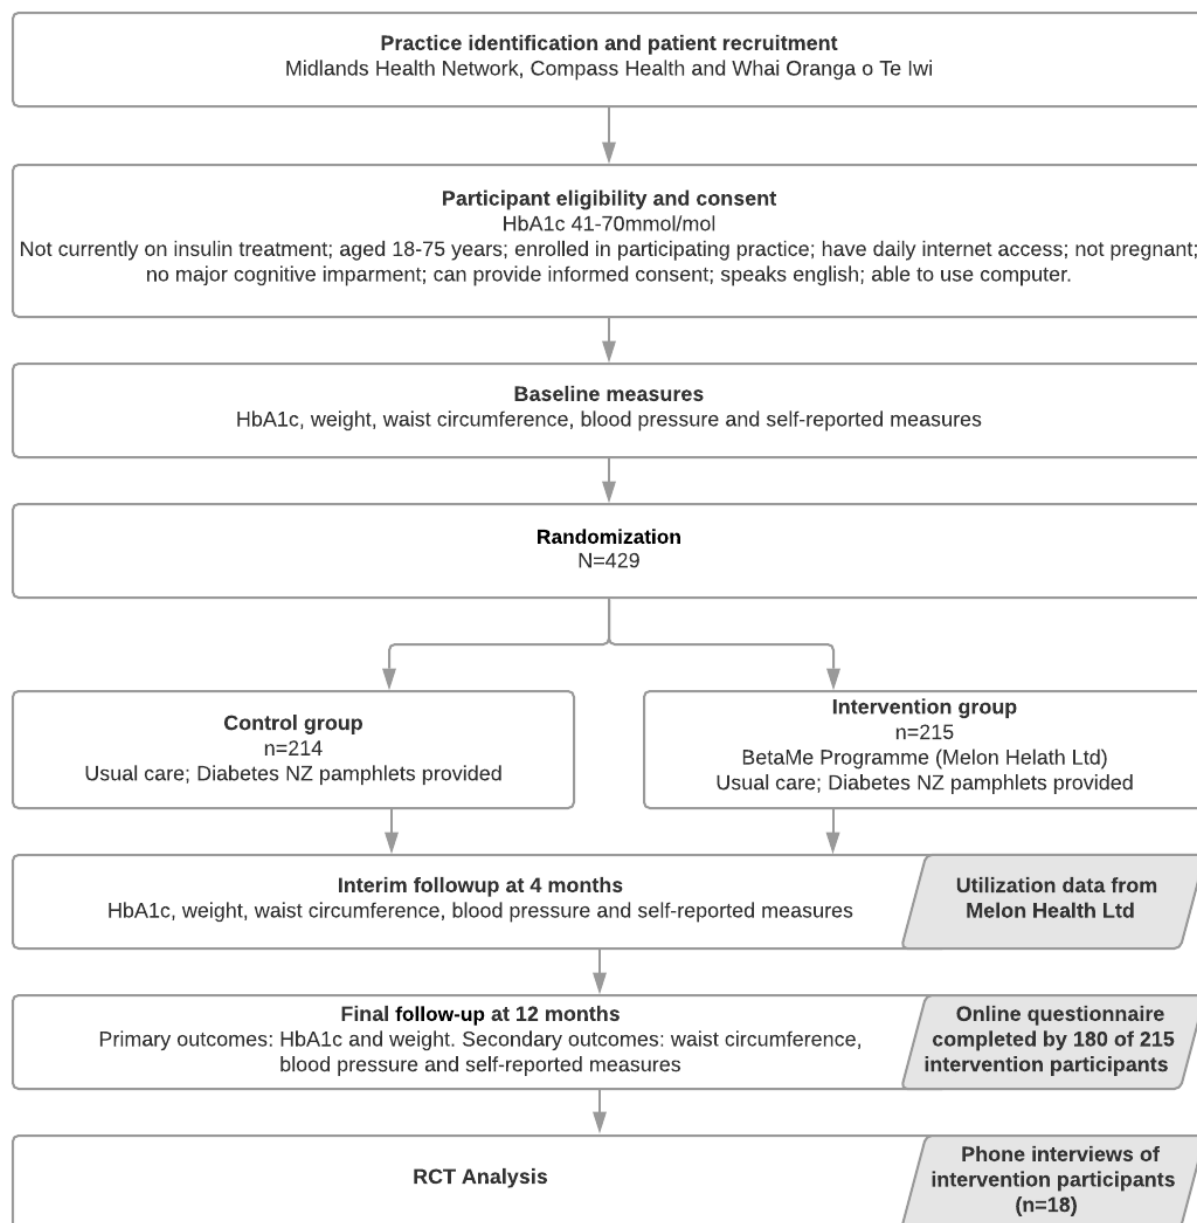 Practice identification and patient recruitment
Midlands Health Network, Compass Health and Whai Oranga o Te Iwi
Participant eligibility and consent
HbA1c 41-70mmol/mol
Not currently on insulin treatment; aged 18-75 years; enrolled in participating practice; have daily internet access; not pregnant;
no major cognitive imparment; can provide informed consent; speaks english; able to use computer.
Baseline measures
HbA1c, weight, waist circumference, blood pressure and self-reported measures
Randomization
N=429
Control group
n=214
Usual care; Diabetes NZ pamphlets provided
Intervention group
n=215
BetaMe Programme (Melon Helath Ltd)
Usual care; Diabetes NZ pamphlets provided
Interim followup at 4 months
HbA1c, weight, waist circumference, blood pressure and self-reported measures
Utilization data from
Melon Health Ltd
Final follow-up at 12 months
Primary outcomes: HbA1c and weight. Secondary outcomes: waist circumference,
blood pressure and self-reported measures
Online questionnaire
completed by 180 of 215
intervention participants
RCT Analysis
Phone interviews of
intervention participants
(n=18)